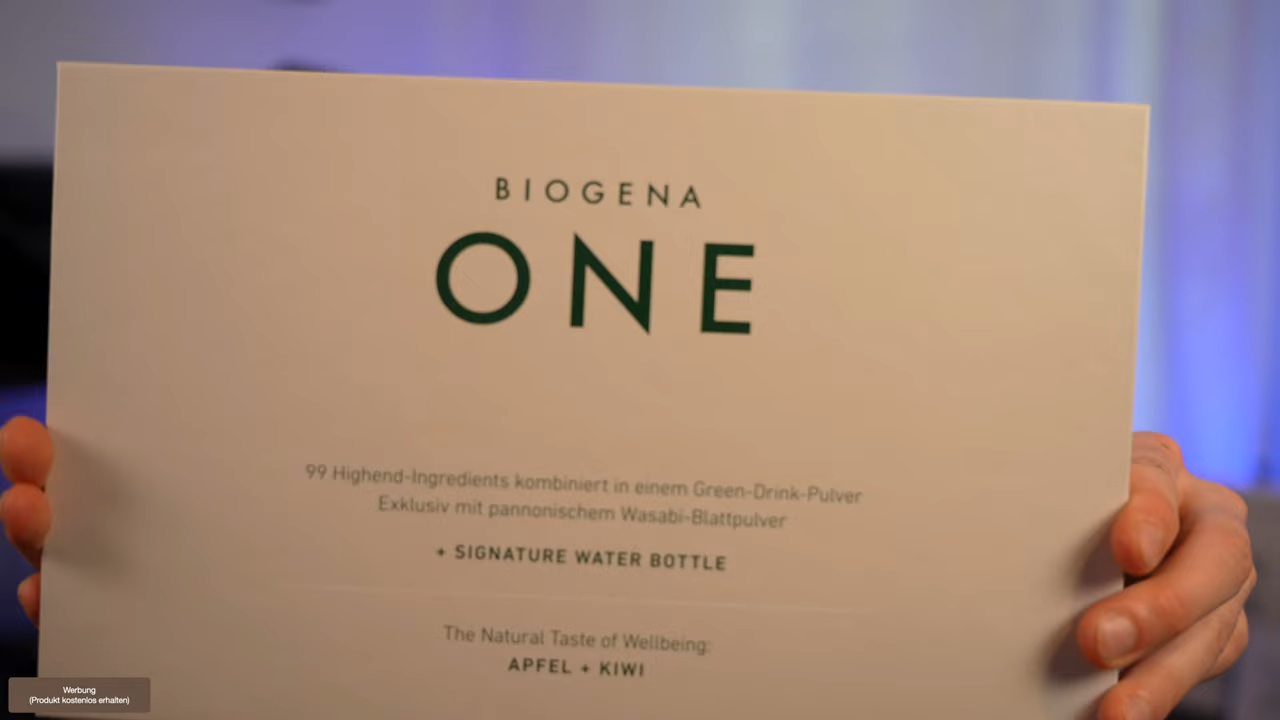 BIOGENA
ONE
99 Highend-Ingredients kombiniert in einem Green-Drink-Pulver
Exklusiv mit pannonischem Wasabi-Blattpulver
+ SIGNATURE WATER BOTTLE
The Natural Taste of Wellbeing:
APFEL + KIWI
Werbung
(Produkt kostenlos erhalten)